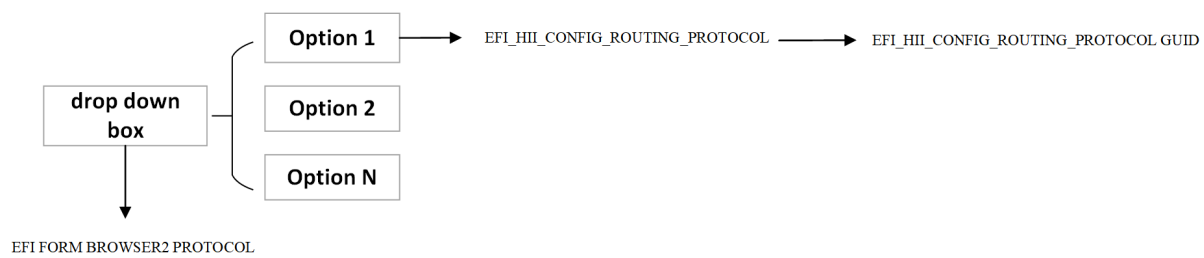 Option 1
EFI_HII_CONFIG_ROUTING_PROTOCOL
EFI_HII_CONFIG_ROUTING_PROTOCOL GUID
drop down
box
Option 2
Option N
EFI FORM BROWSER2 PROTOCOL